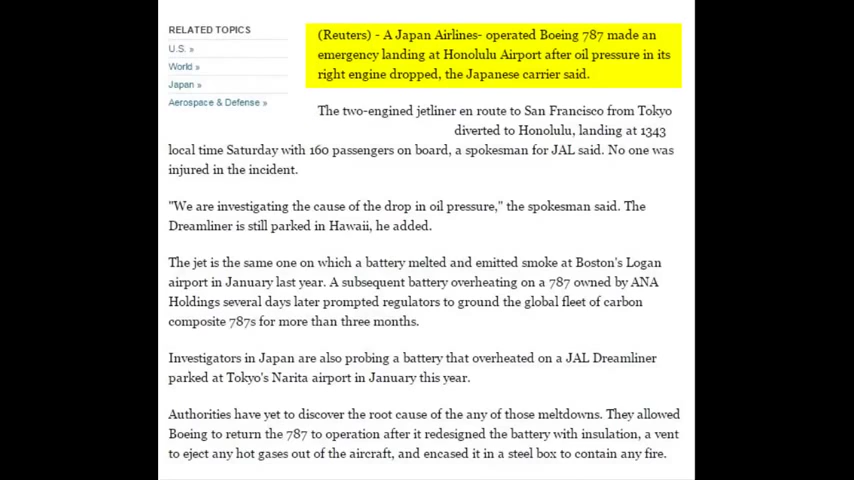 RELATED TOPICS
U.S. »
World »
Japan »
Aerospace & Defense »
(Reuters) - A Japan Airlines- operated Boeing 787 made an
emergency landing at Honolulu Airport after oil pressure in its
right engine dropped, the Japanese carrier said.
The two-engined jetliner en route to San Francisco from Tokyo
diverted to Honolulu, landing at 1343
local time Saturday with 160 passengers on board, a spokesman for JAL said. No one was
injured in the incident.
"We are investigating the cause of the drop in oil pressure," the spokesman said. The
Dreamliner is still parked in Hawaii, he added.
The jet is the same one on which a battery melted and emitted smoke at Boston's Logan
airport in January last year. A subsequent battery overheating on a 787 owned by ANA
Holdings several days later prompted regulators to ground the global fleet of carbon
composite 787s for more than three months.
Investigators in Japan are also probing a battery that overheated on a JAL Dreamliner
parked at Tokyo's Narita airport in January this year.
Authorities have yet to discover the root cause of the any of those meltdowns. They allowed
Boeing to return the 787 to operation after it redesigned the battery with insulation, a vent
to eject any hot gases out of the aircraft, and encased it in a steel box to contain any fire.